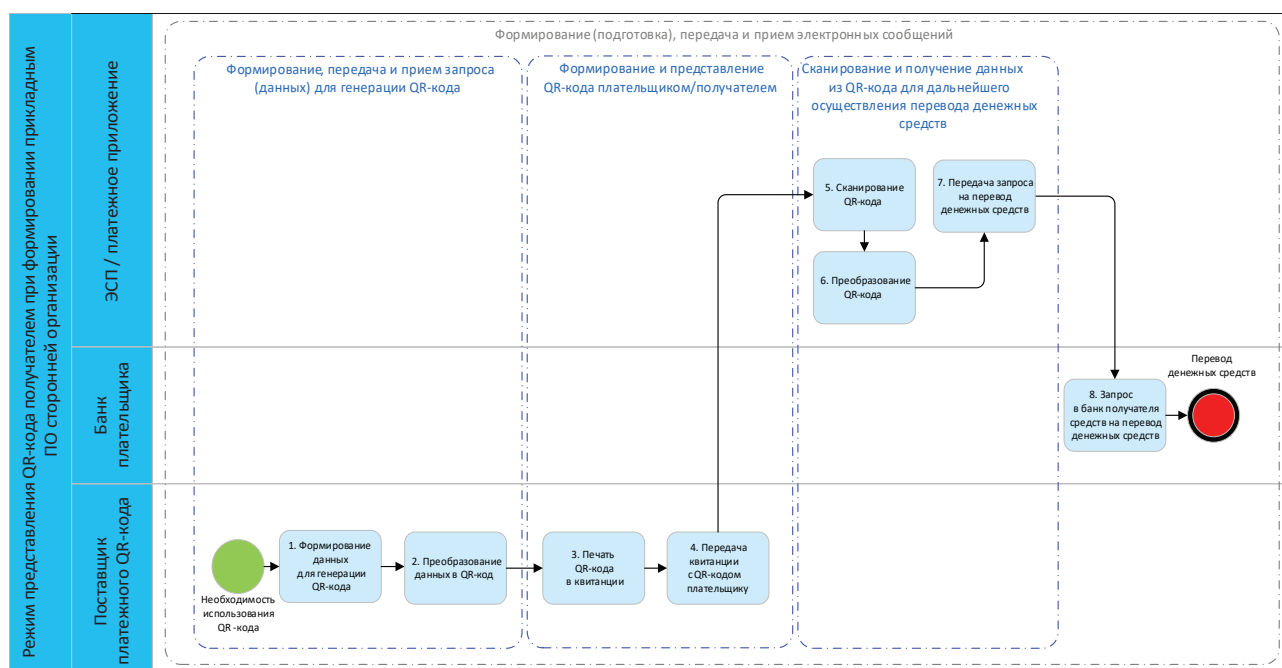 Режим представления QR-кода получателем при формировании прикладным
ПО сторонней организации
ЭСП / платежное приложение
Банк
плательщика
Поставщик
платежного QR-кода
Формирование (подготовка), передача и прием электронных сообщений
Формирование, передача и прием запроса
(данных) для генерации QR-кода
Формирование и представление
QR-кода плательщиком/получателем
Сканирование и получение данных
из QR-кода для дальнейшего
осуществления перевода денежных
средств
5. Сканирование
QR-кода
7. Передача запроса
на перевод
денежных средств
6. Преобразование
QR-кода
Перевод
денежных средств
8. Запрос
в банк получателя
средств на перевод
денежных средств
Необходимость
использования
QR -кода
1. Формирование
данных
для генерации
QR-кода
2. Преобразование
данных в QR-код
3. Печать
QR-кода
в квитанции
4. Передача
квитанции
с QR-кодом
плательщику